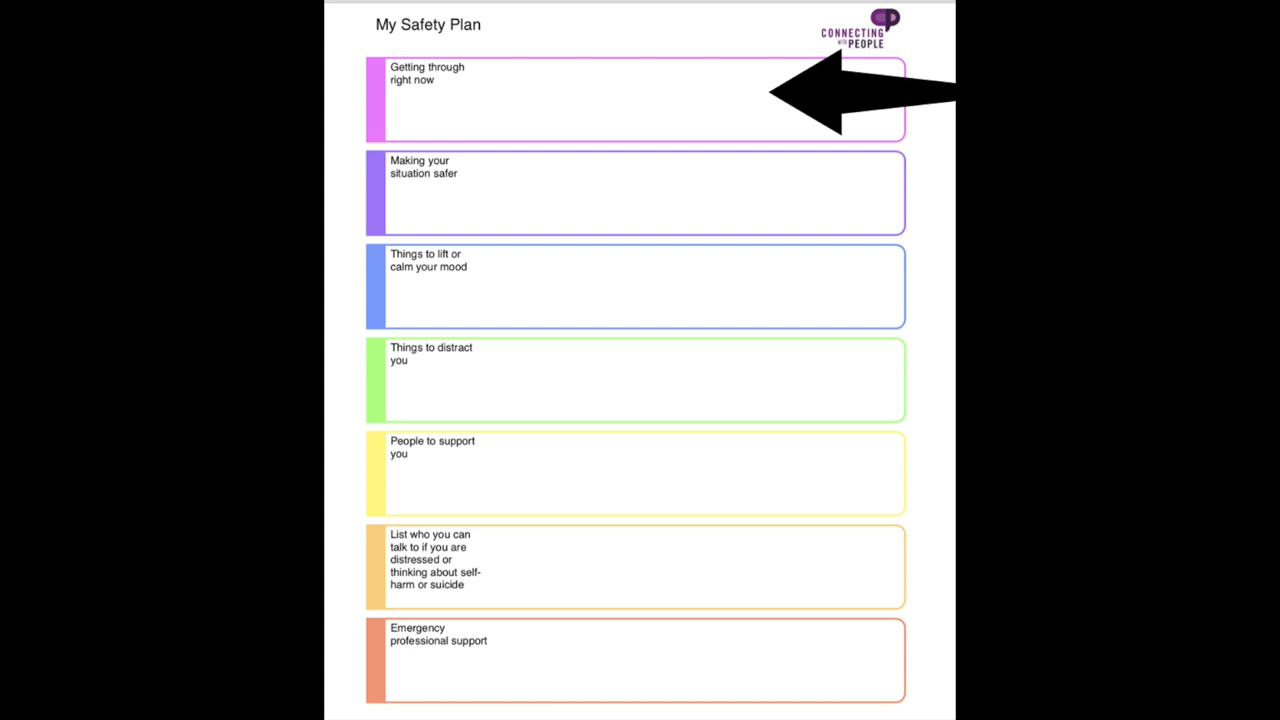 My Safety Plan
CONNECTING
WITH PEOPLE
Getting through
right now
Making your
situation safer
Things to lift or
calm your mood
Things to distract
you
People to support
you
List who you can
talk to if you are
distressed or
thinking about self-
harm or suicide
Emergency
professional support